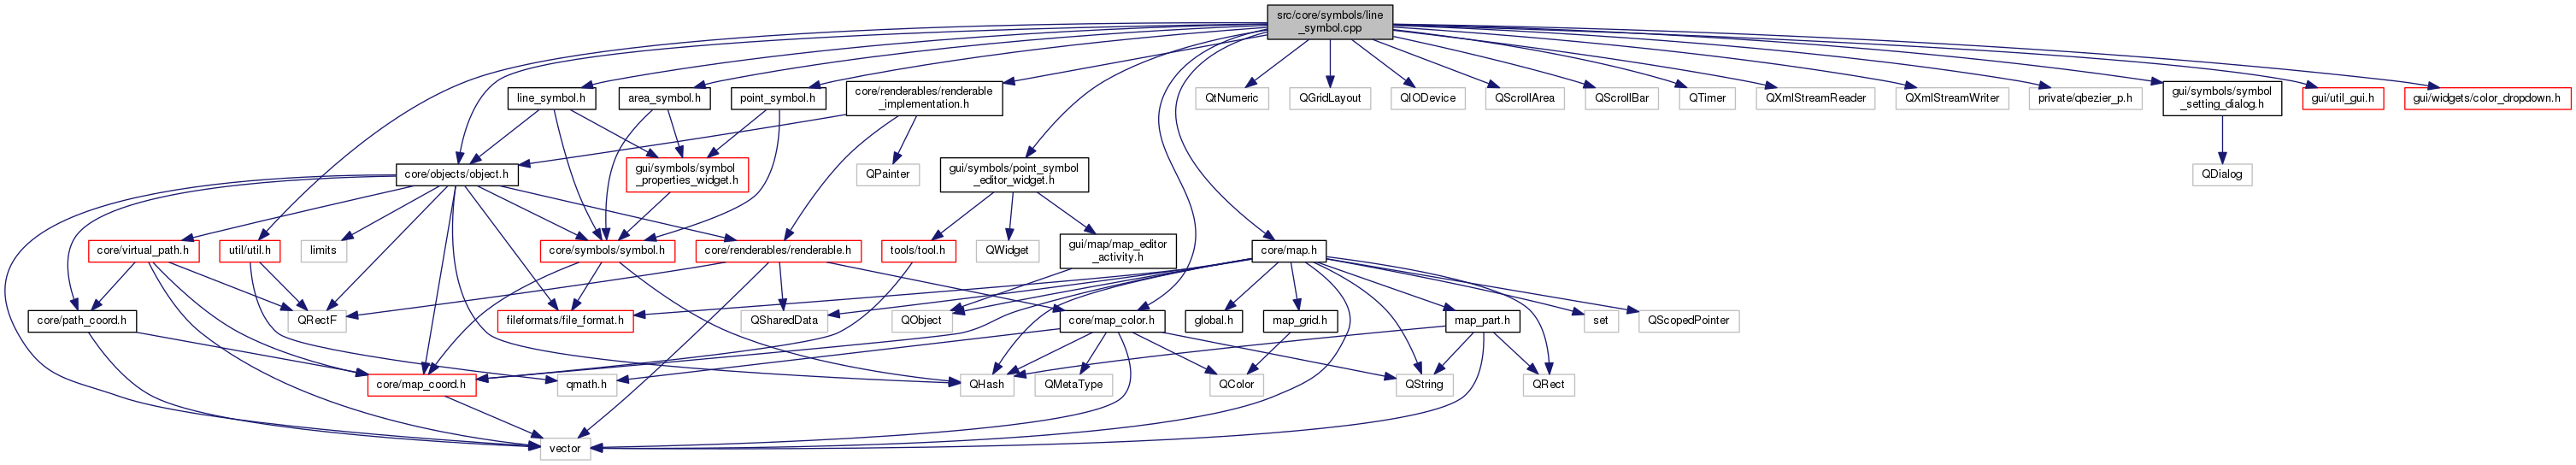 src/core/symbols/line
_symbol.cpp
line_symbol.h
area_symbol.h
point_symbol.h
core/renderables/renderable
_implementation.h
QtNumeric
QGridLayout
QIODevice
QScrollArea
QScrollBar
QTimer
QXmlStreamReader
QXmlStreamWriter
private/qbezier_p.h
gui/symbols/symbol
_setting_dialog.h
gui/util_gui.h
gui/widgets/color_dropdown.h
core/objects/object.h
gui/symbols/symbol
_properties_widget.h
QPainter
gui/symbols/point_symbol
_editor_widget.h
QDialog
core/virtual_path.h
util/util.h
limits
core/symbols/symbol.h
core/renderables/renderable.h
tools/tool.h
QWidget
gui/map/map_editor
_activity.h
core/map.h
core/path_coord.h
QRectF
fileformats/file_format.h
QSharedData
QObject
core/map_color.h
global.h
map_grid.h
map_part.h
set
QScopedPointer
core/map_coord.h
qmath.h
QHash
QMetaType
QColor
QString
QRect
vector